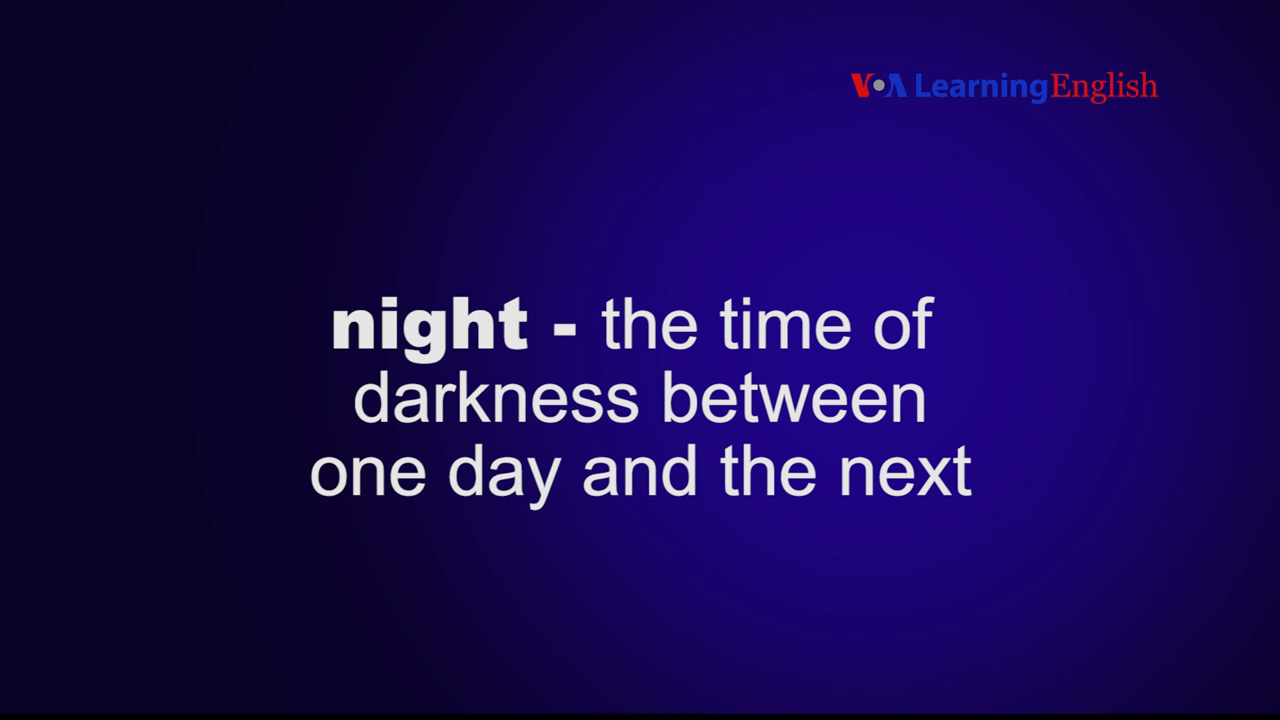 VOA Learning English
night - the time of
darkness between
one day and the next